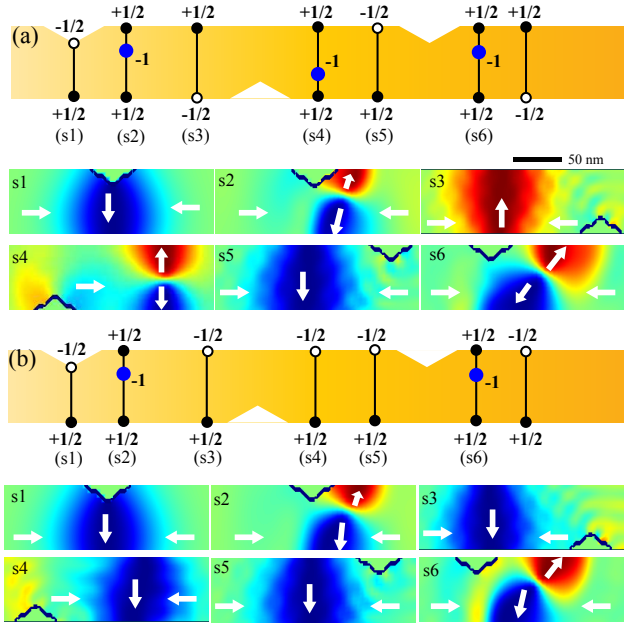 (a)
-1/2 +1/2 +1/2 +1/2 -1/2 +1/2 +1/2
-1 -1 -1
+1/2 +1/2 -1/2 +1/2 +1/2 +1/2 -1/2
(s1) (s2) (s3) (s4) (s5) (s6)
50 nm
s1 s2 s3
s4 s5 s6
(b)
-1/2 +1/2 -1/2 -1/2 -1/2 +1/2 -1/2
-1 -1
+1/2 +1/2 +1/2 +1/2 +1/2 +1/2 +1/2
(s1) (s2) (s3) (s4) (s5) (s6)
s1 s2 s3
s4 s5 s6